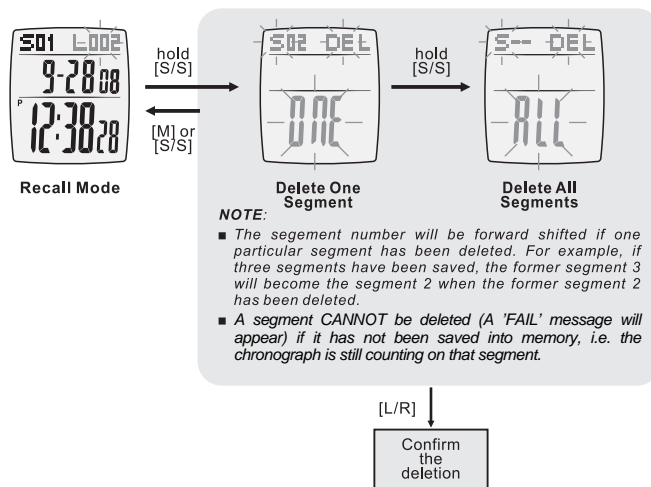 S01 L002
9-28 08
P
12:38 28
Recall Mode
hold
[S/S]
[M] or
[S/S]
S02 DEL
ONE
Delete One
Segment
hold
[S/S]
S-- DEL
ALL
Delete All
Segments
NOTE:
■ The segement number will be forward shifted if one
particular segment has been deleted. For example, if
three segments have been saved, the former segment 3
will become the segment 2 when the former segment 2
has been deleted.
■ A segment CANNOT be deleted (A 'FAIL' message will
appear) if it has not been saved into memory, i.e. the
chronograph is still counting on that segment.
[L/R]
Confirm
the
deletion